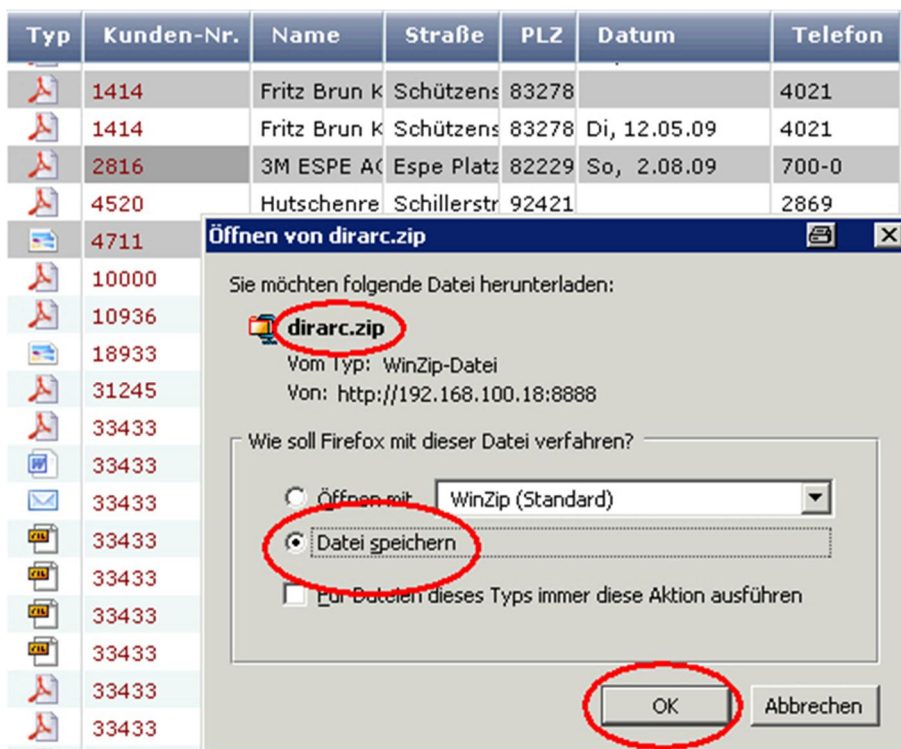 Typ Kunden-Nr. Name Straße PLZ Datum Telefon
1414 Fritz Brun K Schützens 83278 4021
1414 Fritz Brun K Schützens 83278 Di, 12.05.09 4021
2816 3M ESPE AG Espe Platz 82229 So, 2.08.09 700-0
4520 Hutschenre Schillerstr 92421 2869
4711
Öffnen von dirarc.zip
10000
Sie möchten folgende Datei herunterladen:
10936
dirarc.zip
18933
Vom Typ: WinZip-Datei
31245
Von: http://192.168.100.18:8888
33433
Wie soll Firefox mit dieser Datei verfahren?
33433
33433
Öffnen mit WinZip (Standard)
33433
Datei speichern
33433
Für Dateien dieses Typs immer diese Aktion ausführen
33433
33433
33433
OK Abbrechen
33433